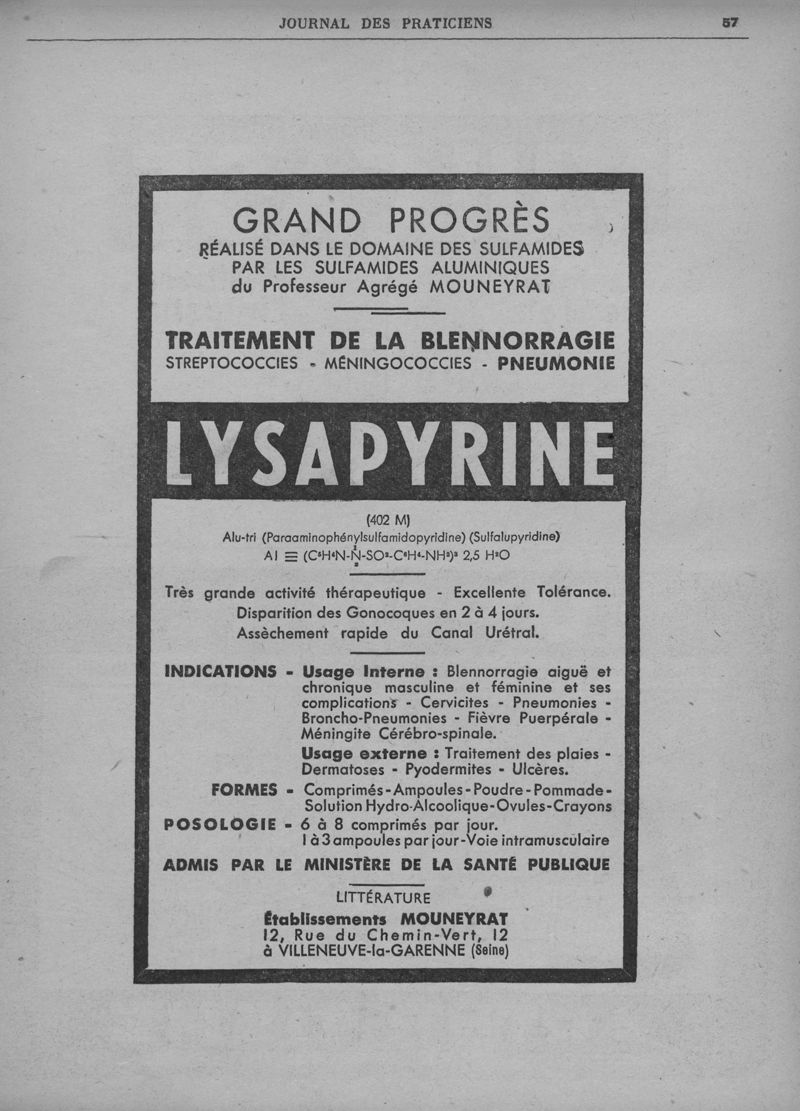 JOURNAL DES PRATICIENS 57
GRAND PROGRÈS
RÉALISÉ DANS LE DOMAINE DES SULFAMIDES
PAR LES SULFAMIDES ALUMINIQUES
du Professeur Agrégé MOUNEYRAT
TRAITEMENT DE LA BLENNORRAGIE
STREPTOCOCCIES - MÉNINGOCOCCIES - PNEUMONIE
LYSAPYRINE
(402 M)
Alu-tri (Paraaminophénylsulfamidopyridine) (Sulfalupyridine)
Al ≡ (C⁵H⁴N-N-SO²-C⁶H⁴-NH²)³ 2,5 H²O
Très grande activité thérapeutique - Excellente Tolérance.
Disparition des Gonocoques en 2 à 4 jours.
Assèchement rapide du Canal Urétral.
INDICATIONS - Usage Interne : Blennorragie aiguë et
chronique masculine et féminine et ses
complications - Cervicites - Pneumonies -
Broncho-Pneumonies - Fièvre Puerpérale -
Méningite Cérébro-spinale.
Usage externe : Traitement des plaies -
Dermatoses - Pyodermites - Ulcères.
FORMES - Comprimés-Ampoules-Poudre-Pommade-
Solution Hydro-Alcoolique-Ovules-Crayons
POSOLOGIE - 6 à 8 comprimés par jour.
1 à 3 ampoules par jour-Voie intramusculaire
ADMIS PAR LE MINISTÈRE DE LA SANTÉ PUBLIQUE
LITTÉRATURE
Établissements MOUNEYRAT
12, Rue du Chemin-Vert, 12
à VILLENEUVE-la-GARENNE (Seine)